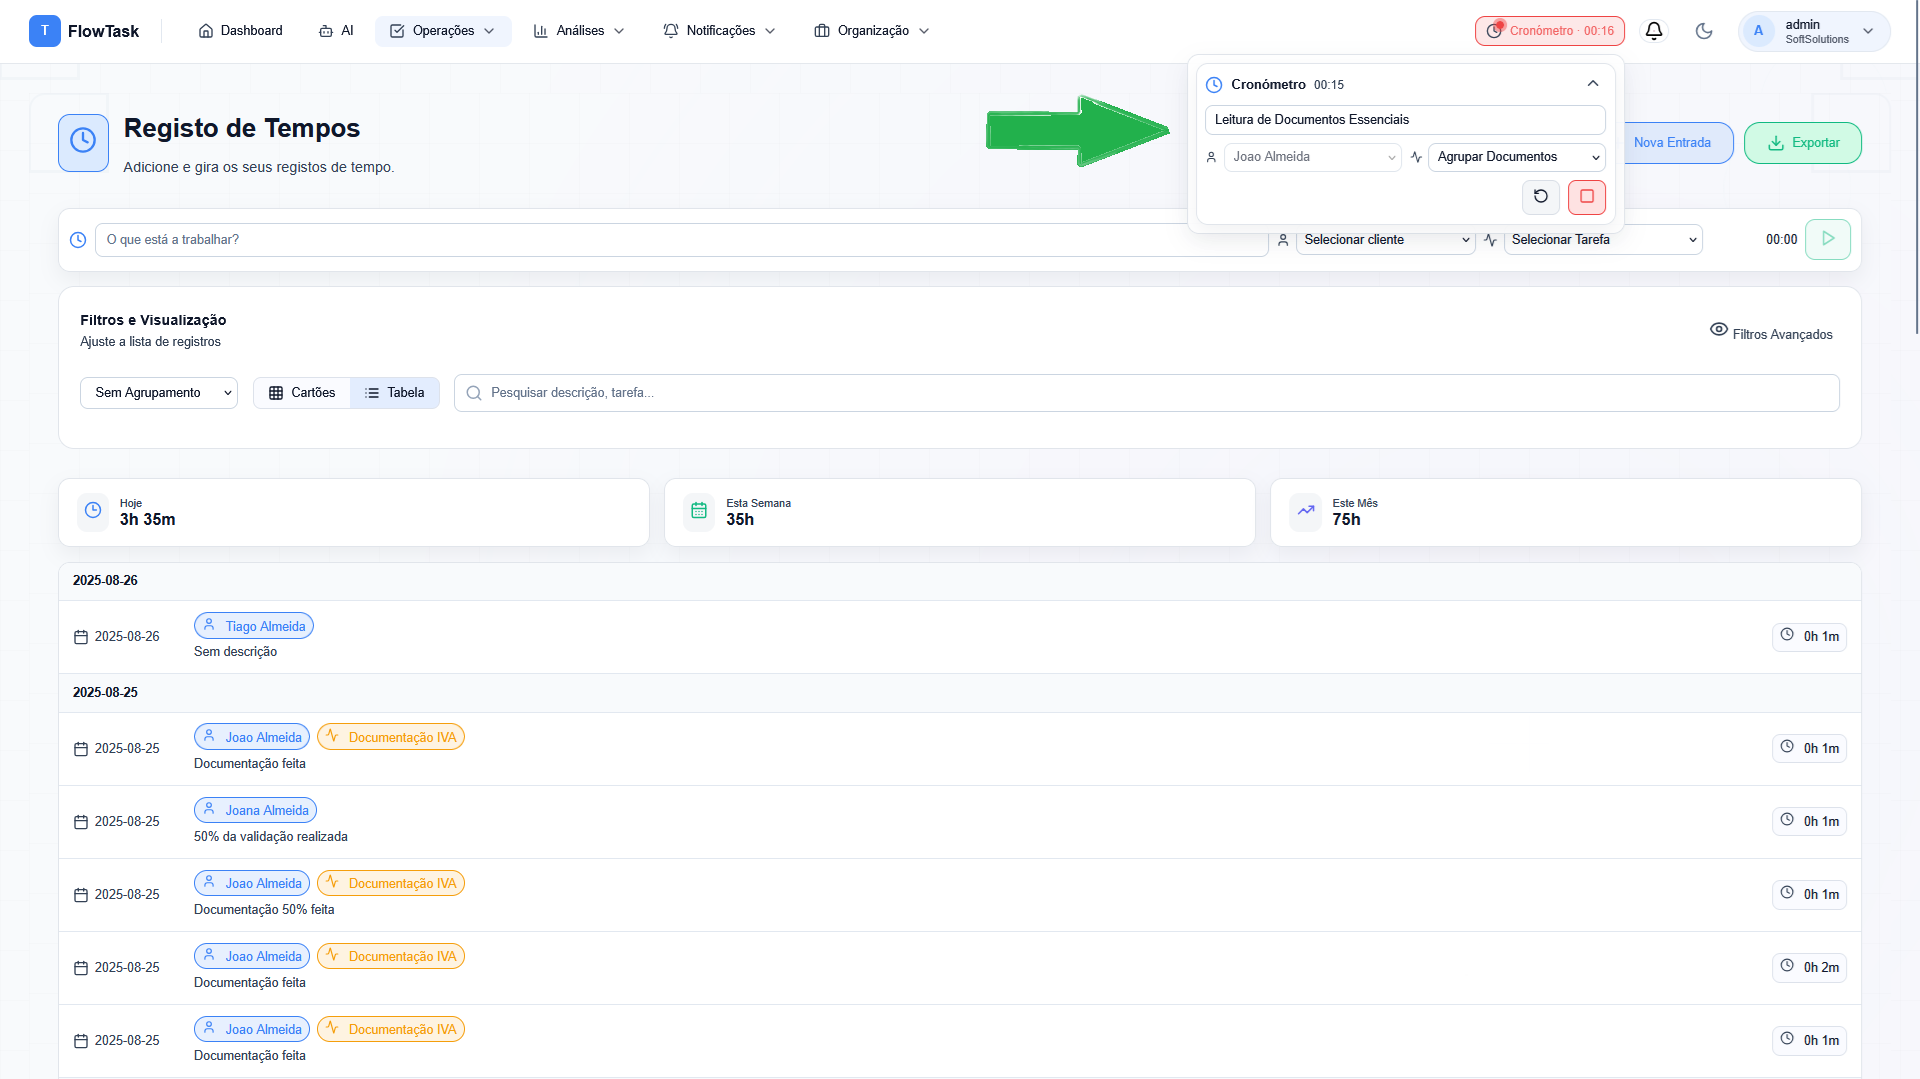 T FlowTask Dashboard AI Operações Análises Notificações Organização Cronómetro · 00:16 A admin
SoftSolutions
Cronómetro 00:15
Leitura de Documentos Essenciais
Joao Almeida Agrupar Documentos
Registo de Tempos
Adicione e gira os seus registos de tempo.
Nova Entrada Exportar
O que está a trabalhar? Selecionar cliente Selecionar Tarefa 00:00
Filtros e Visualização
Ajuste a lista de registros
Filtros Avançados
Sem Agrupamento Cartões Tabela Pesquisar descrição, tarefa...
Hoje
3h 35m
Esta Semana
35h
Este Mês
75h
2025-08-26
2025-08-26 Tiago Almeida 0h 1m
Sem descrição
2025-08-25
2025-08-25 Joao Almeida Documentação IVA 0h 1m
Documentação feita
2025-08-25 Joana Almeida 0h 1m
50% da validação realizada
2025-08-25 Joao Almeida Documentação IVA 0h 1m
Documentação 50% feita
2025-08-25 Joao Almeida Documentação IVA 0h 2m
Documentação feita
2025-08-25 Joao Almeida Documentação IVA 0h 1m
Documentação feita